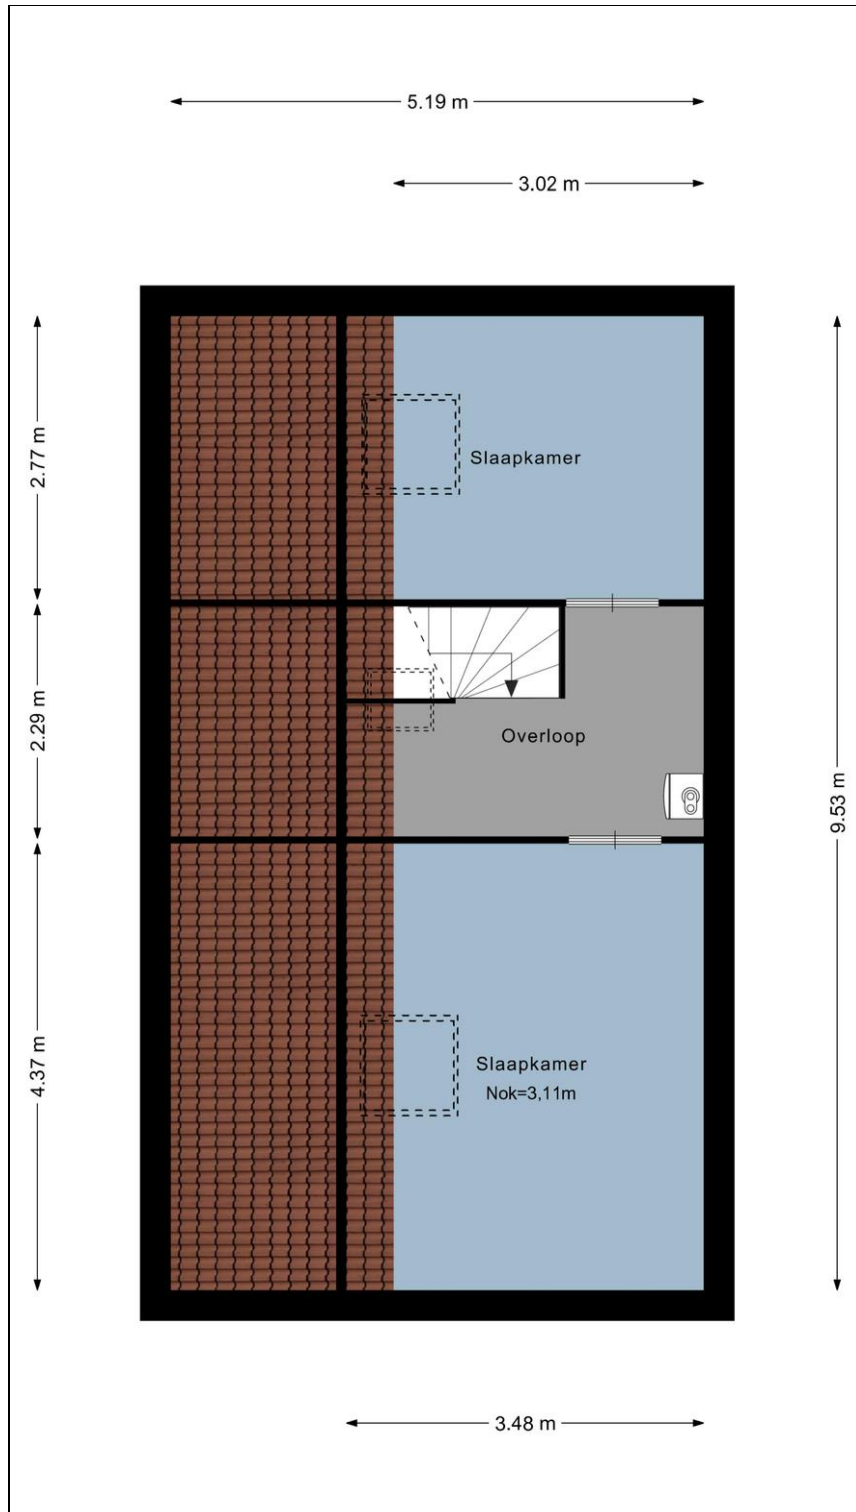 5.19 m
3.02 m
2.77 m
Slaapkamer
2.29 m
Overloop
9.53 m
4.37 m
Slaapkamer
Nok=3,11m
3.48 m